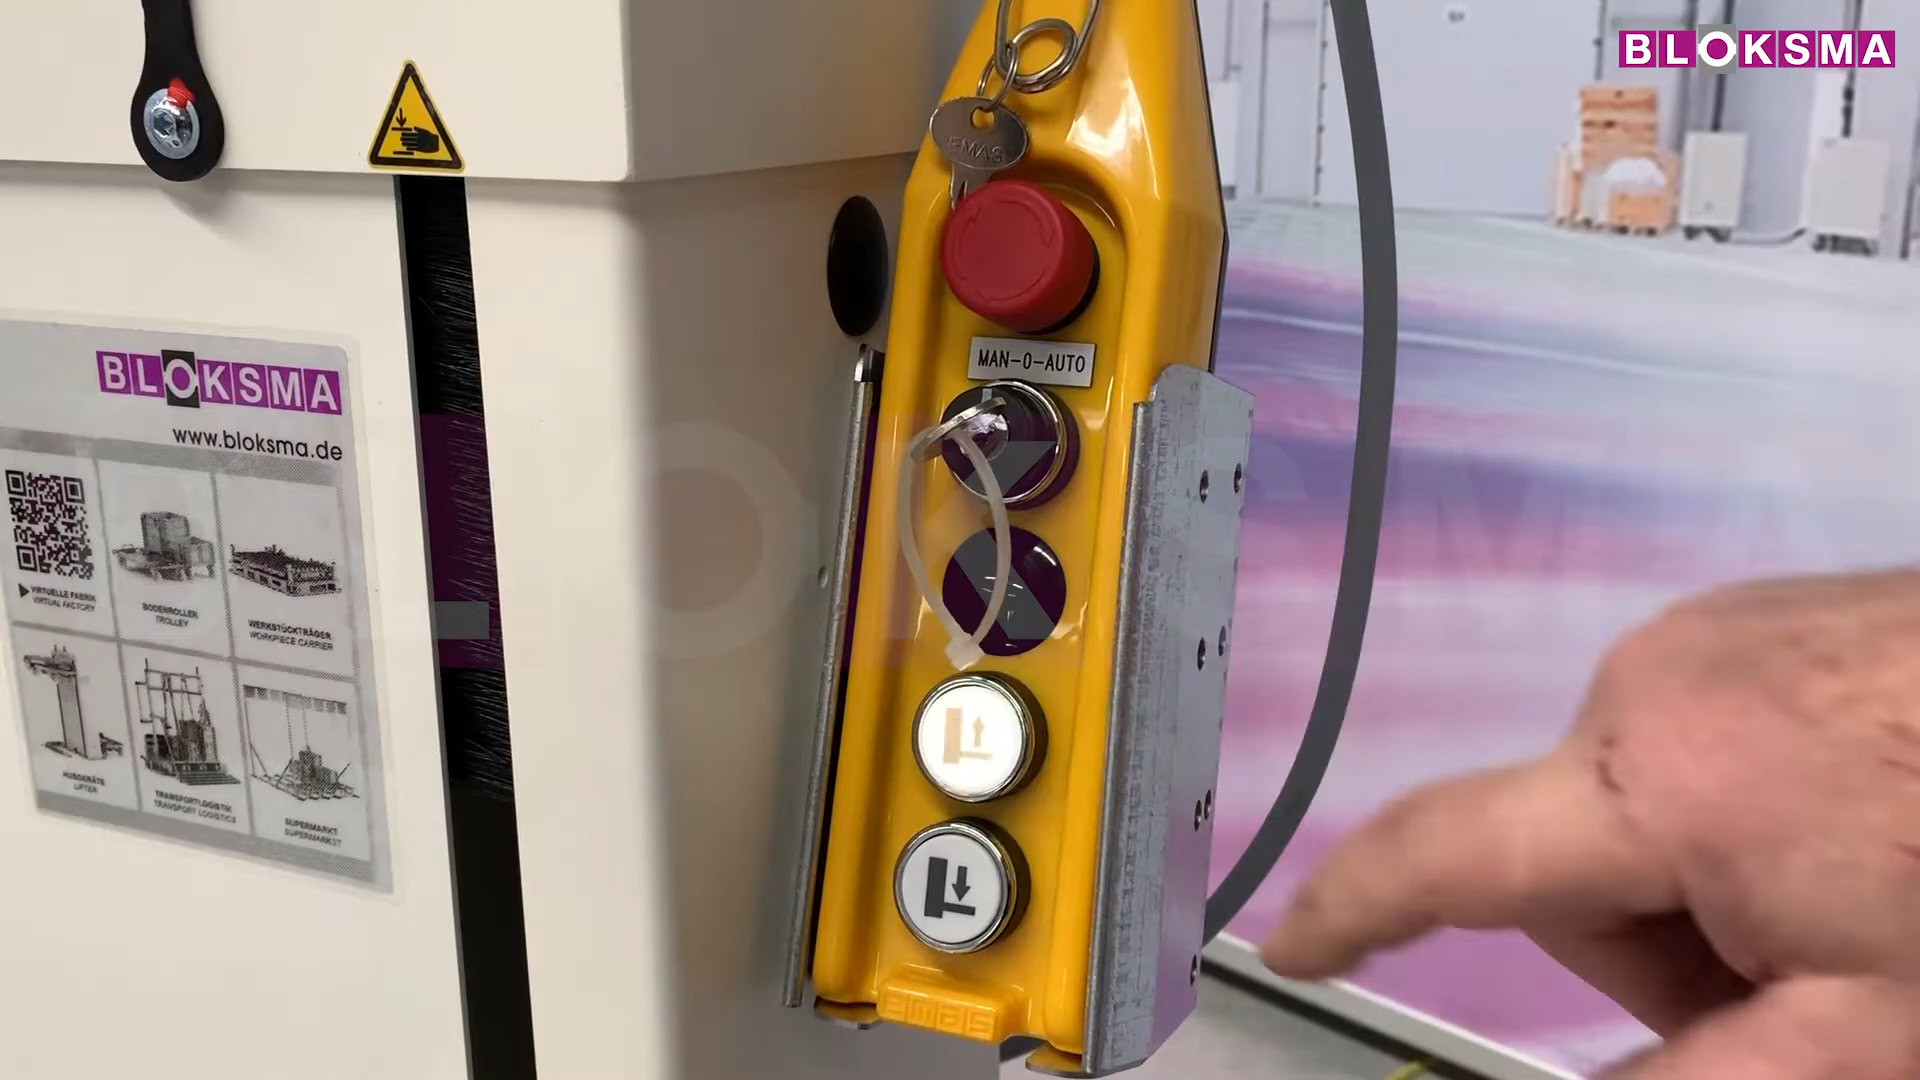 BLOKSMA
EMAS
MAN-0-AUTO
BLOKSMA
www.bloksma.de
VIRTUELLE FABRIK
VIRTUAL FACTORY
BODENROLLER
TROLLEY
WERKSTÜCKTRÄGER
WORKPIECE CARRIER
HUBGERÄTE
LIFTER
TRANSPORTLOGISTIK
TRANSPORT LOGISTICS
SUPERMARKT
SUPERMARKET
BLOKSMA
emas